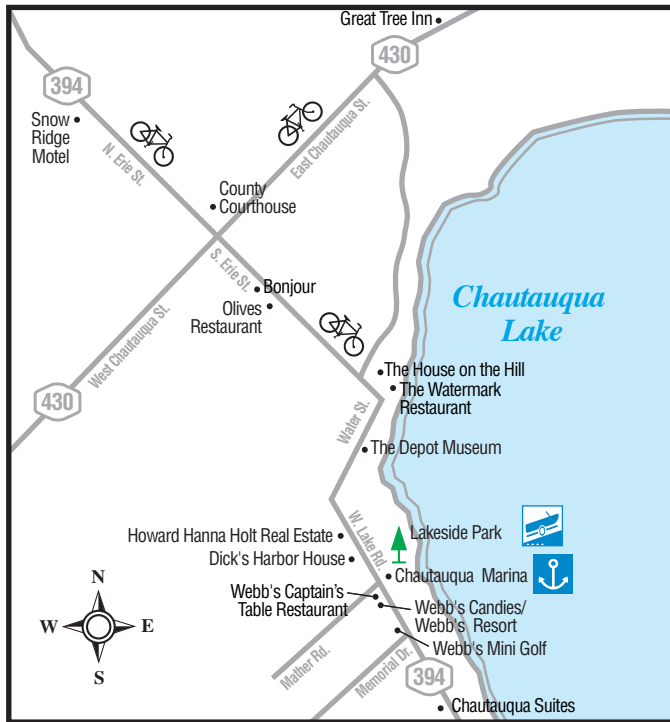 Great Tree Inn
430
394
Snow
Ridge
Motel
N. Erie St.
East Chautauqua St.
County
Courthouse
S. Erie St.
Bonjour
Olives
Restaurant
West Chautauqua St.
430
Chautauqua
Lake
The House on the Hill
The Watermark
Restaurant
Water St.
The Depot Museum
Howard Hanna Holt Real Estate
Dick's Harbor House
W. Lake Rd.
Lakeside Park
Chautauqua Marina
Webb's Captain's
Table Restaurant
Webb's Candies/
Webb's Resort
Webb's Mini Golf
Mather Rd.
Memorial Dr.
394
Chautauqua Suites
N
W
E
S